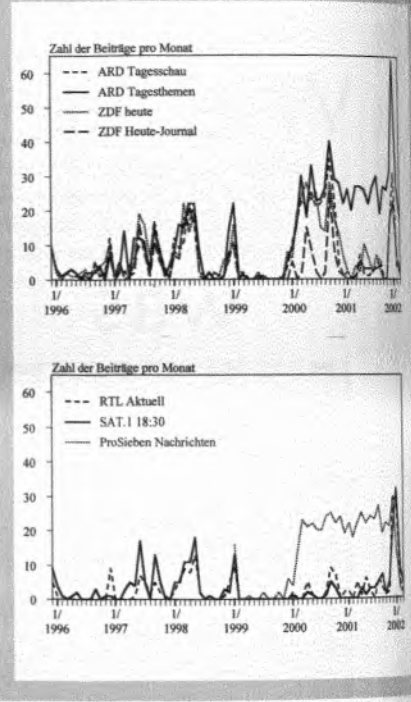 Zahl der Beiträge pro Monat
60
ARD Tagesschau
ARD Tagesthemen
50
ZDF heute
ZDF Heute-Journal
40
30
20
10
0
1/ 1/ 1/ 1/ 1/ 1/ 1/
1996 1997 1998 1999 2000 2001 2002
Zahl der Beiträge pro Monat
60
RTL Aktuell
SAT.1 18:30
50
ProSieben Nachrichten
40
30
20
10
0
1/ 1/ 1/ 1/ 1/ 1/ 1/
1996 1997 1998 1999 2000 2001 2002